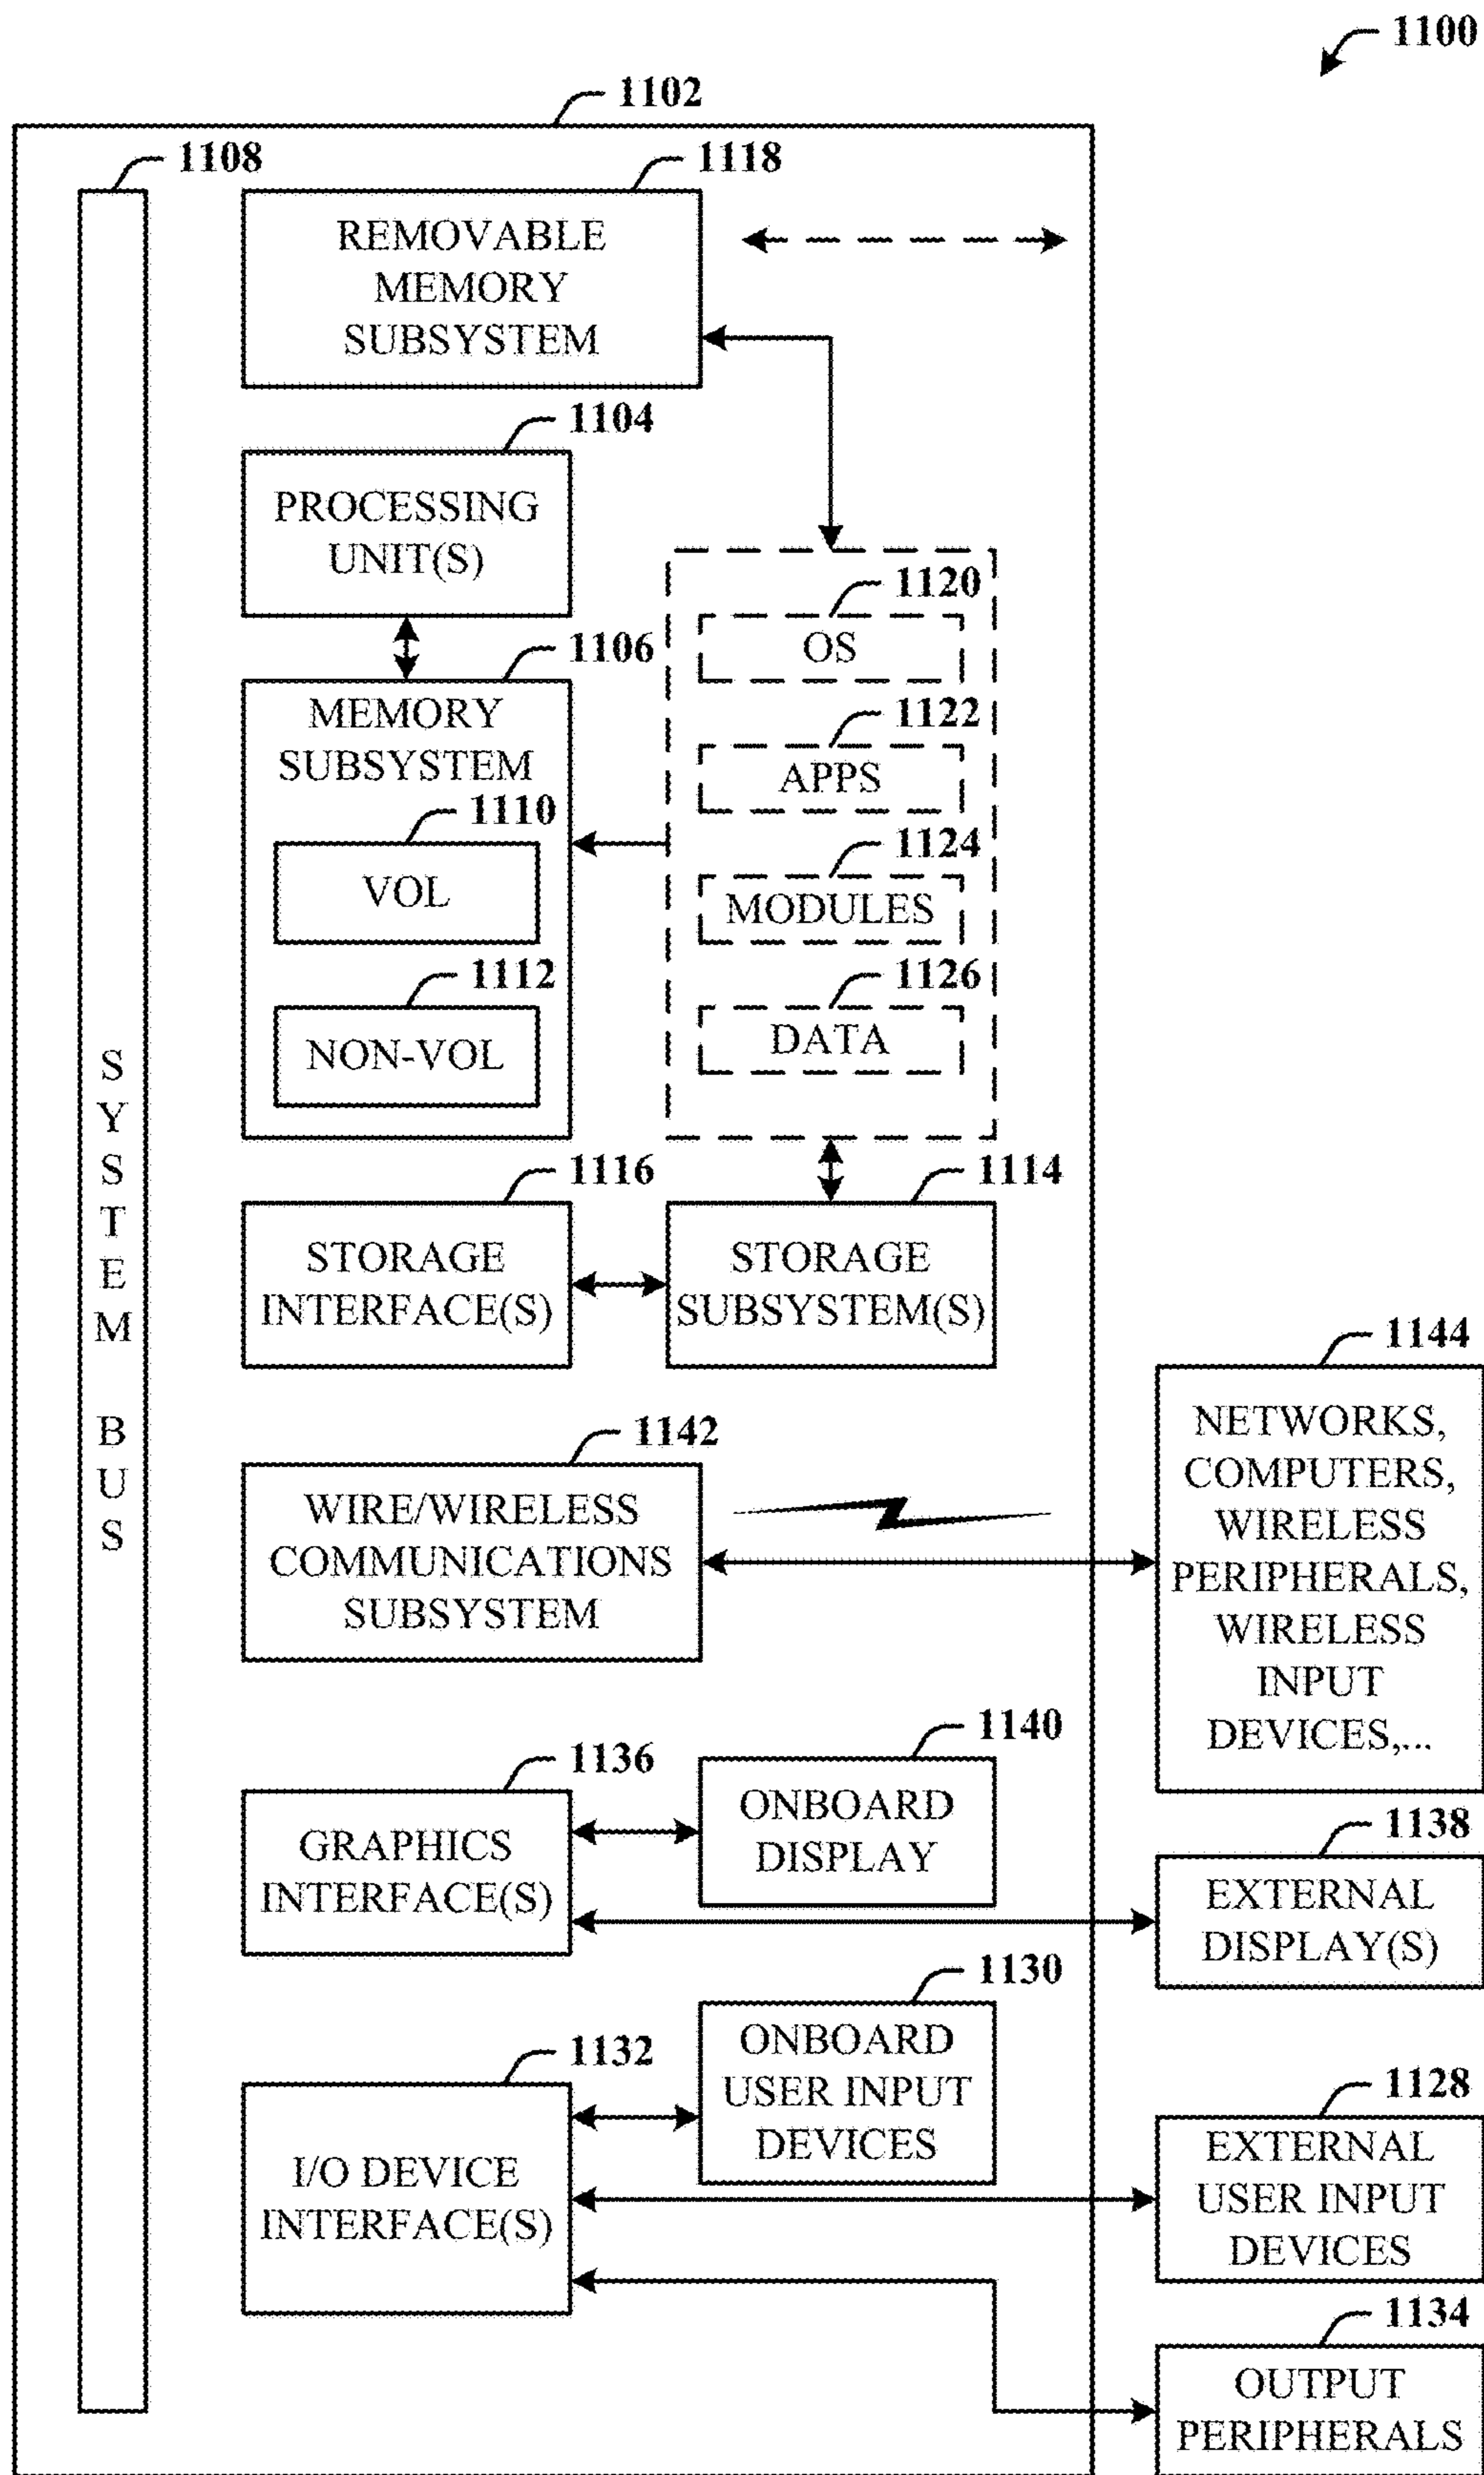 1100
1102
1108
1118
REMOVABLE
MEMORY
SUBSYSTEM
1104
PROCESSING
UNIT(S)
1120
OS
1106
MEMORY
SUBSYSTEM
1122
APPS
1110
VOL
1124
MODULES
1112
NON-VOL
1126
DATA
SYSTEM BUS
1116
STORAGE
INTERFACE(S)
1114
STORAGE
SUBSYSTEM(S)
1144
NETWORKS,
COMPUTERS,
WIRELESS
PERIPHERALS,
WIRELESS
INPUT
DEVICES,...
1142
WIRE/WIRELESS
COMMUNICATIONS
SUBSYSTEM
1140
ONBOARD
DISPLAY
1136
GRAPHICS
INTERFACE(S)
1138
EXTERNAL
DISPLAY(S)
1130
ONBOARD
USER INPUT
DEVICES
1132
I/O DEVICE
INTERFACE(S)
1128
EXTERNAL
USER INPUT
DEVICES
1134
OUTPUT
PERIPHERALS